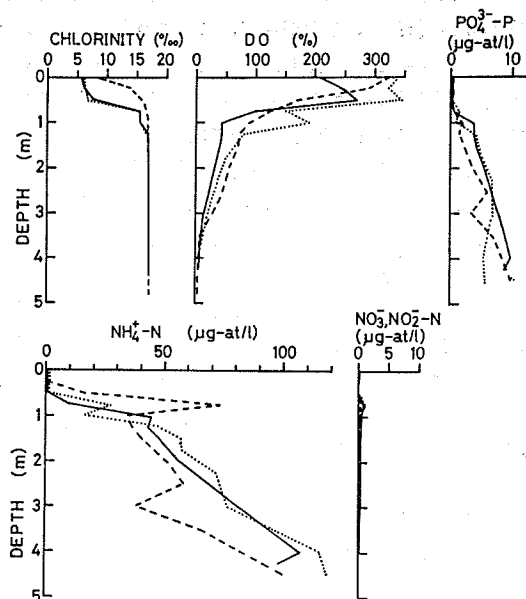 CHLORINITY (‰)
5 10 15 20
DO (%)
0 100 200 300
PO₄³⁻-P
(μg-at/l)
0 10
0
1
2
3
4
5
DEPTH (m)
NH₄⁺-N (μg-at/l)
0 50 100
NO₃⁻,NO₂⁻-N
(μg-at/l)
0 5 10
0
1
2
3
4
5
DEPTH (m)